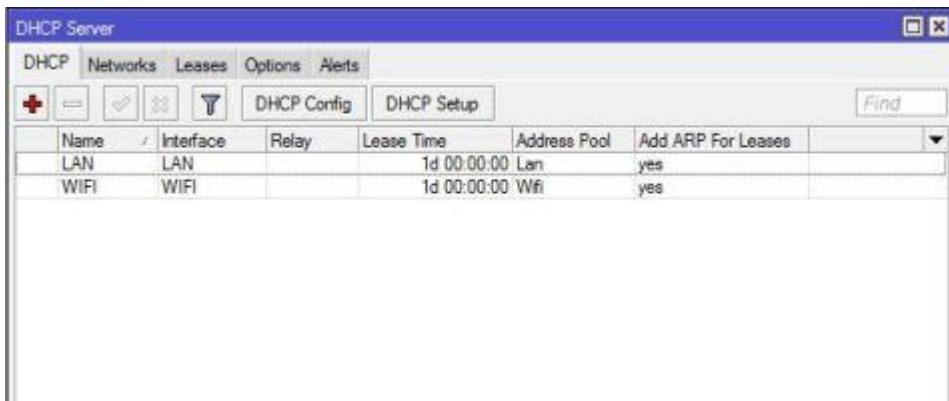 DHCP Server
DHCP Networks Leases Options Alerts
DHCP Config DHCP Setup Find
Name Interface Relay Lease Time Address Pool Add ARP For Leases
LAN LAN 1d 00:00:00 Lan yes
WIFI WIFI 1d 00:00:00 Wifi yes